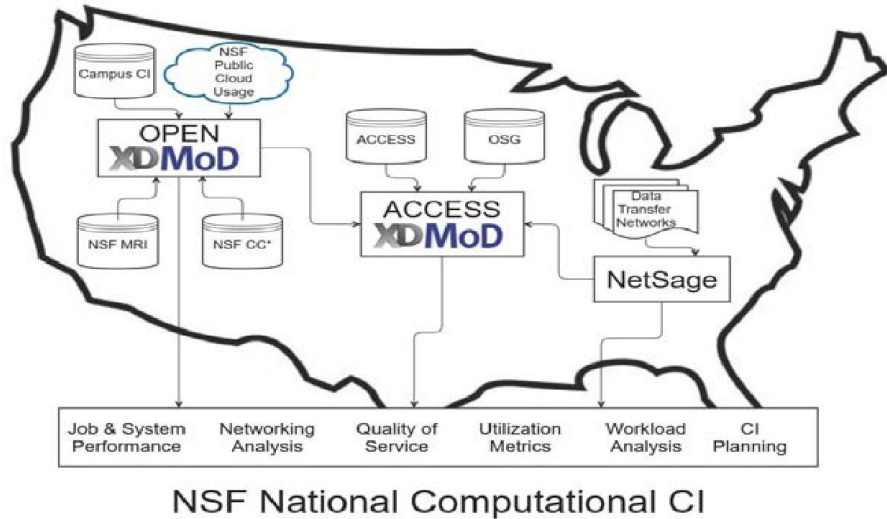 Campus CI
NSF
Public
Cloud
Usage
OPEN
XDMoD
ACCESS
OSG
NSF MRI
NSF CC*
ACCESS
XDMoD
Data
Transfer
Networks
NetSage
Job & System
Performance
Networking
Analysis
Quality of
Service
Utilization
Metrics
Workload
Analysis
CI
Planning
NSF National Computational CI